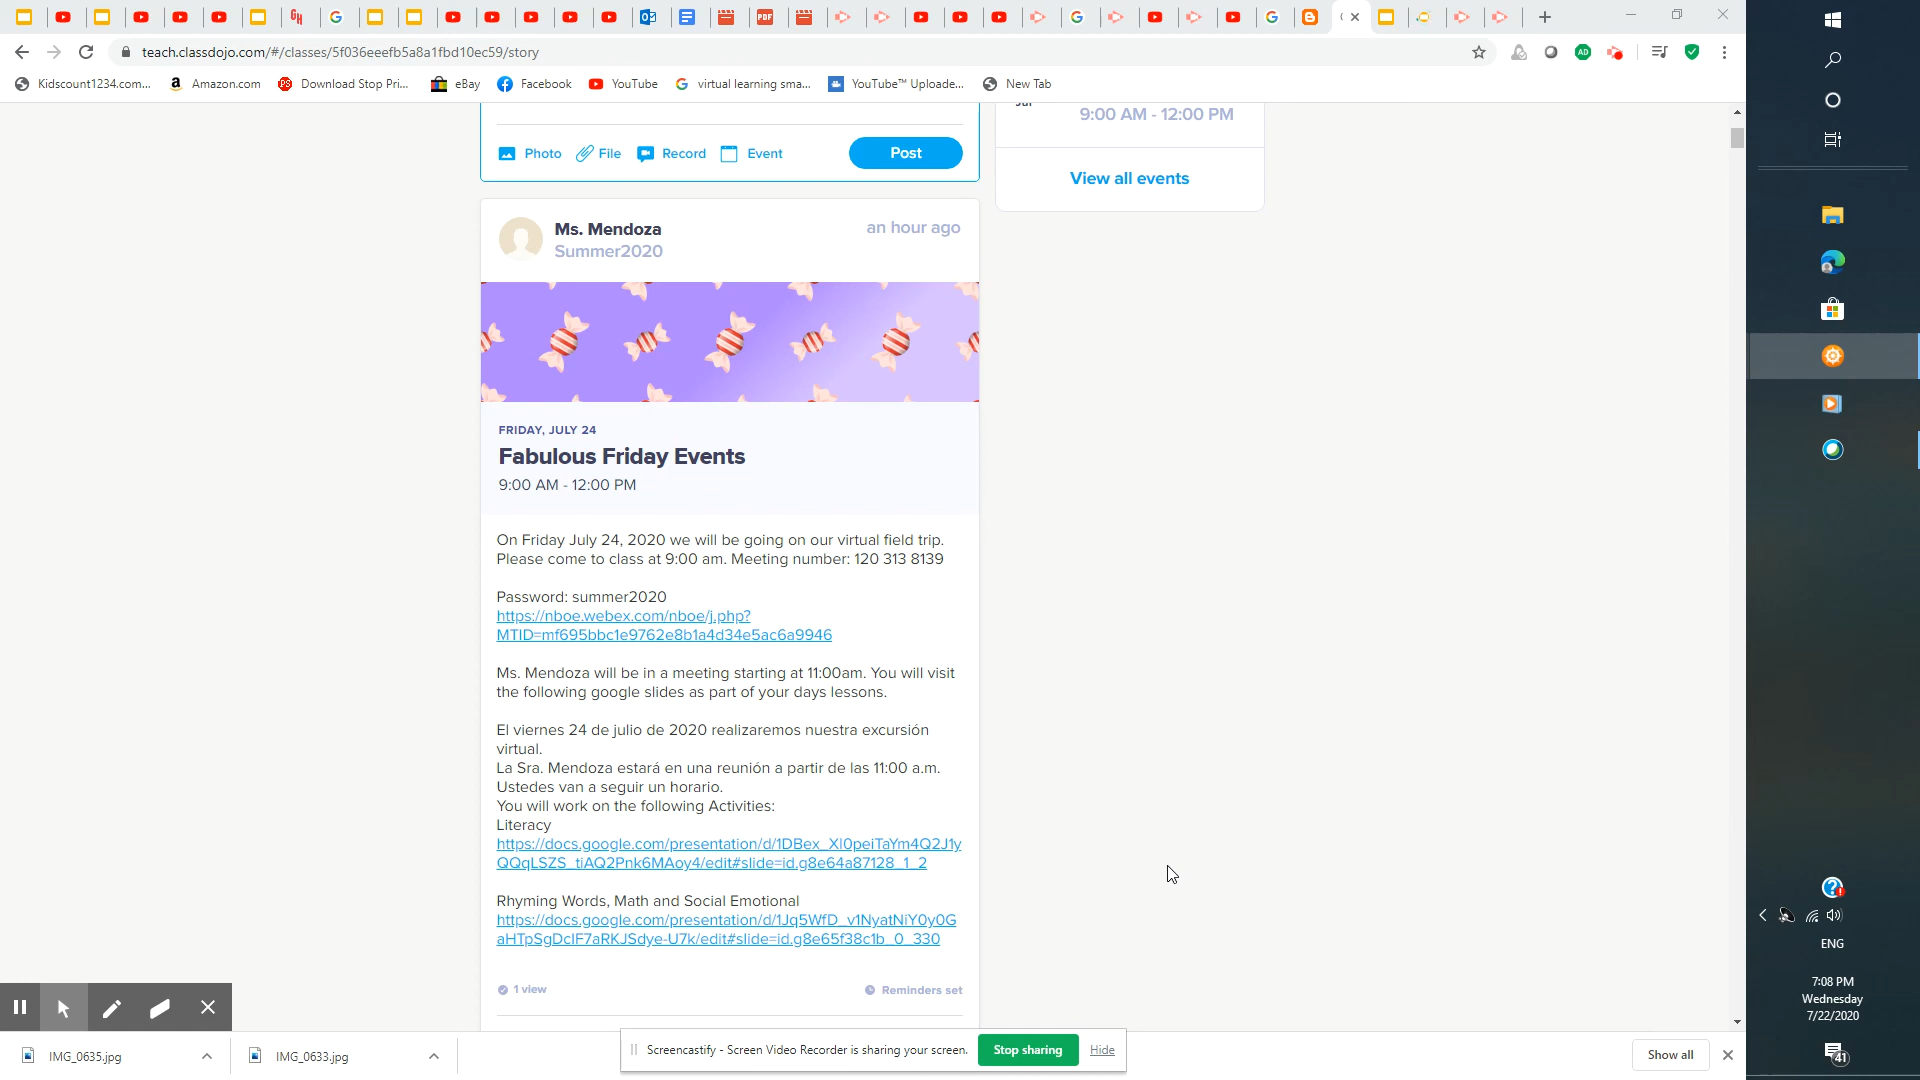 teach.classdojo.com/#/classes/5f036eeefb5a8a1fbd10ec59/story
Kidscount1234.com...
Amazon.com
Download Stop Pri...
eBay
Facebook
YouTube
virtual learning sma...
YouTube™ Uploade...
New Tab
9:00 AM - 12:00 PM
Photo
File
Record
Event
Post
View all events
Ms. Mendoza
an hour ago
Summer2020
FRIDAY, JULY 24
Fabulous Friday Events
9:00 AM - 12:00 PM
On Friday July 24, 2020 we will be going on our virtual field trip.
Please come to class at 9:00 am. Meeting number: 120 313 8139
Password: summer2020
https://nboe.webex.com/nboe/j.php?
MTID=mf695bbc1e9762e8b1a4d34e5ac6a9946
Ms. Mendoza will be in a meeting starting at 11:00am. You will visit
the following google slides as part of your days lessons.
El viernes 24 de julio de 2020 realizaremos nuestra excursión
virtual.
La Sra. Mendoza estará en una reunión a partir de las 11:00 a.m.
Ustedes van a seguir un horario.
You will work on the following Activities:
Literacy
https://docs.google.com/presentation/d/1DBex_Xl0peiTaYm4Q2J1y
QQqLSZS_tiAQ2Pnk6MAoy4/edit#slide=id.g8e64a87128_1_2
Rhyming Words, Math and Social Emotional
https://docs.google.com/presentation/d/1Jq5WfD_v1NyatNiY0y0G
aHTpSgDcIF7aRKJSdye-U7k/edit#slide=id.g8e65f38c1b_0_330
1 view
Reminders set
IMG_0635.jpg
IMG_0633.jpg
Screencastify - Screen Video Recorder is sharing your screen.
Stop sharing
Hide
Show all
ENG
7:08 PM
Wednesday
7/22/2020
41